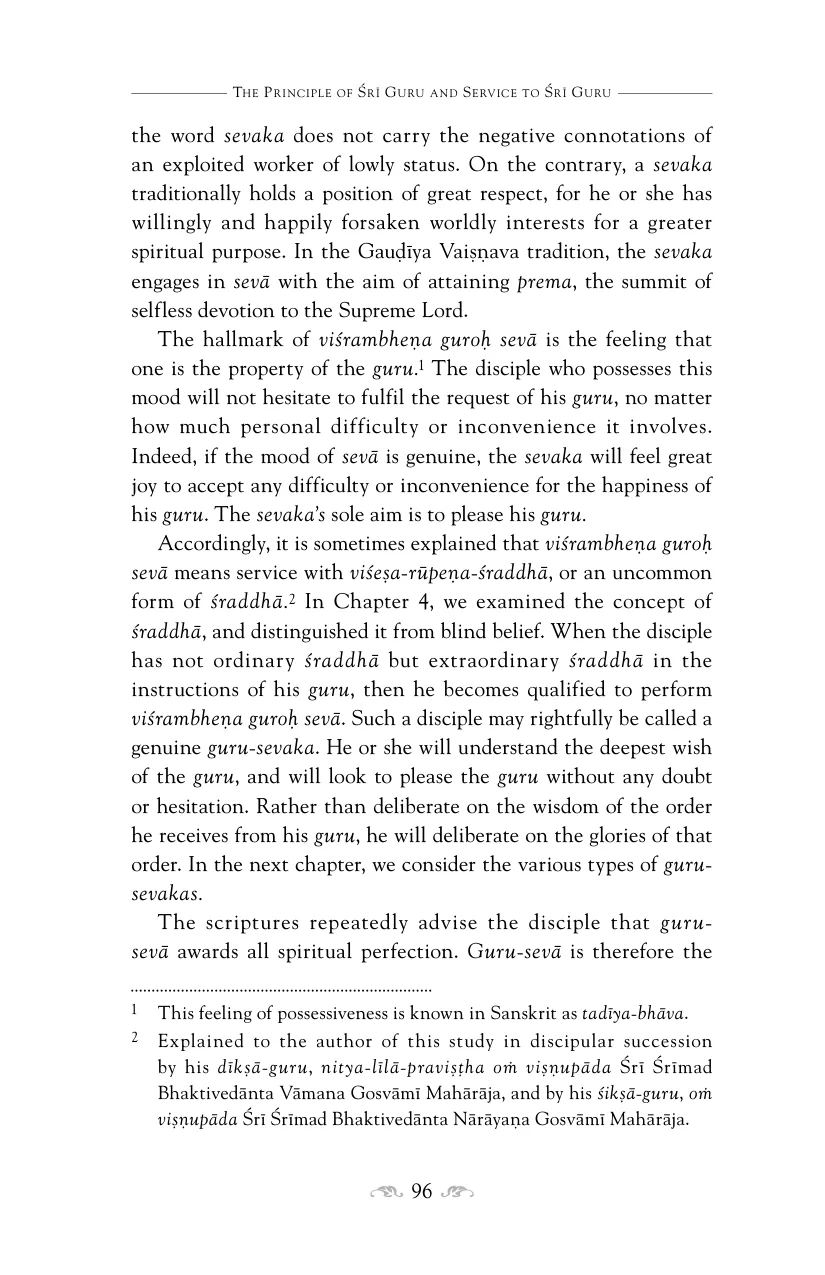 The Principle of Śrī Guru and Service to Śrī Guru
the word sevaka does not carry the negative connotations of
an exploited worker of lowly status. On the contrary, a sevaka
traditionally holds a position of great respect, for he or she has
willingly and happily forsaken worldly interests for a greater
spiritual purpose. In the Gauḍīya Vaiṣṇava tradition, the sevaka
engages in sevā with the aim of attaining prema, the summit of
selfless devotion to the Supreme Lord.
The hallmark of viśrambheṇa guroḥ sevā is the feeling that
one is the property of the guru.1 The disciple who possesses this
mood will not hesitate to fulfil the request of his guru, no matter
how much personal difficulty or inconvenience it involves.
Indeed, if the mood of sevā is genuine, the sevaka will feel great
joy to accept any difficulty or inconvenience for the happiness of
his guru. The sevaka’s sole aim is to please his guru.
Accordingly, it is sometimes explained that viśrambheṇa guroḥ
sevā means service with viśeṣa-rūpeṇa-śraddhā, or an uncommon
form of śraddhā.2 In Chapter 4, we examined the concept of
śraddhā, and distinguished it from blind belief. When the disciple
has not ordinary śraddhā but extraordinary śraddhā in the
instructions of his guru, then he becomes qualified to perform
viśrambheṇa guroḥ sevā. Such a disciple may rightfully be called a
genuine guru-sevaka. He or she will understand the deepest wish
of the guru, and will look to please the guru without any doubt
or hesitation. Rather than deliberate on the wisdom of the order
he receives from his guru, he will deliberate on the glories of that
order. In the next chapter, we consider the various types of guru-
sevakas.
The scriptures repeatedly advise the disciple that guru-
sevā awards all spiritual perfection. Guru-sevā is therefore the
1 This feeling of possessiveness is known in Sanskrit as tadīya-bhāva.
2 Explained to the author of this study in discipular succession
by his dīkṣā-guru, nitya-līlā-praviṣṭha oṁ viṣṇupāda Śrī Śrīmad
Bhaktivedānta Vāmana Gosvāmī Mahārāja, and by his śikṣā-guru, oṁ
viṣṇupāda Śrī Śrīmad Bhaktivedānta Nārāyaṇa Gosvāmī Mahārāja.
96